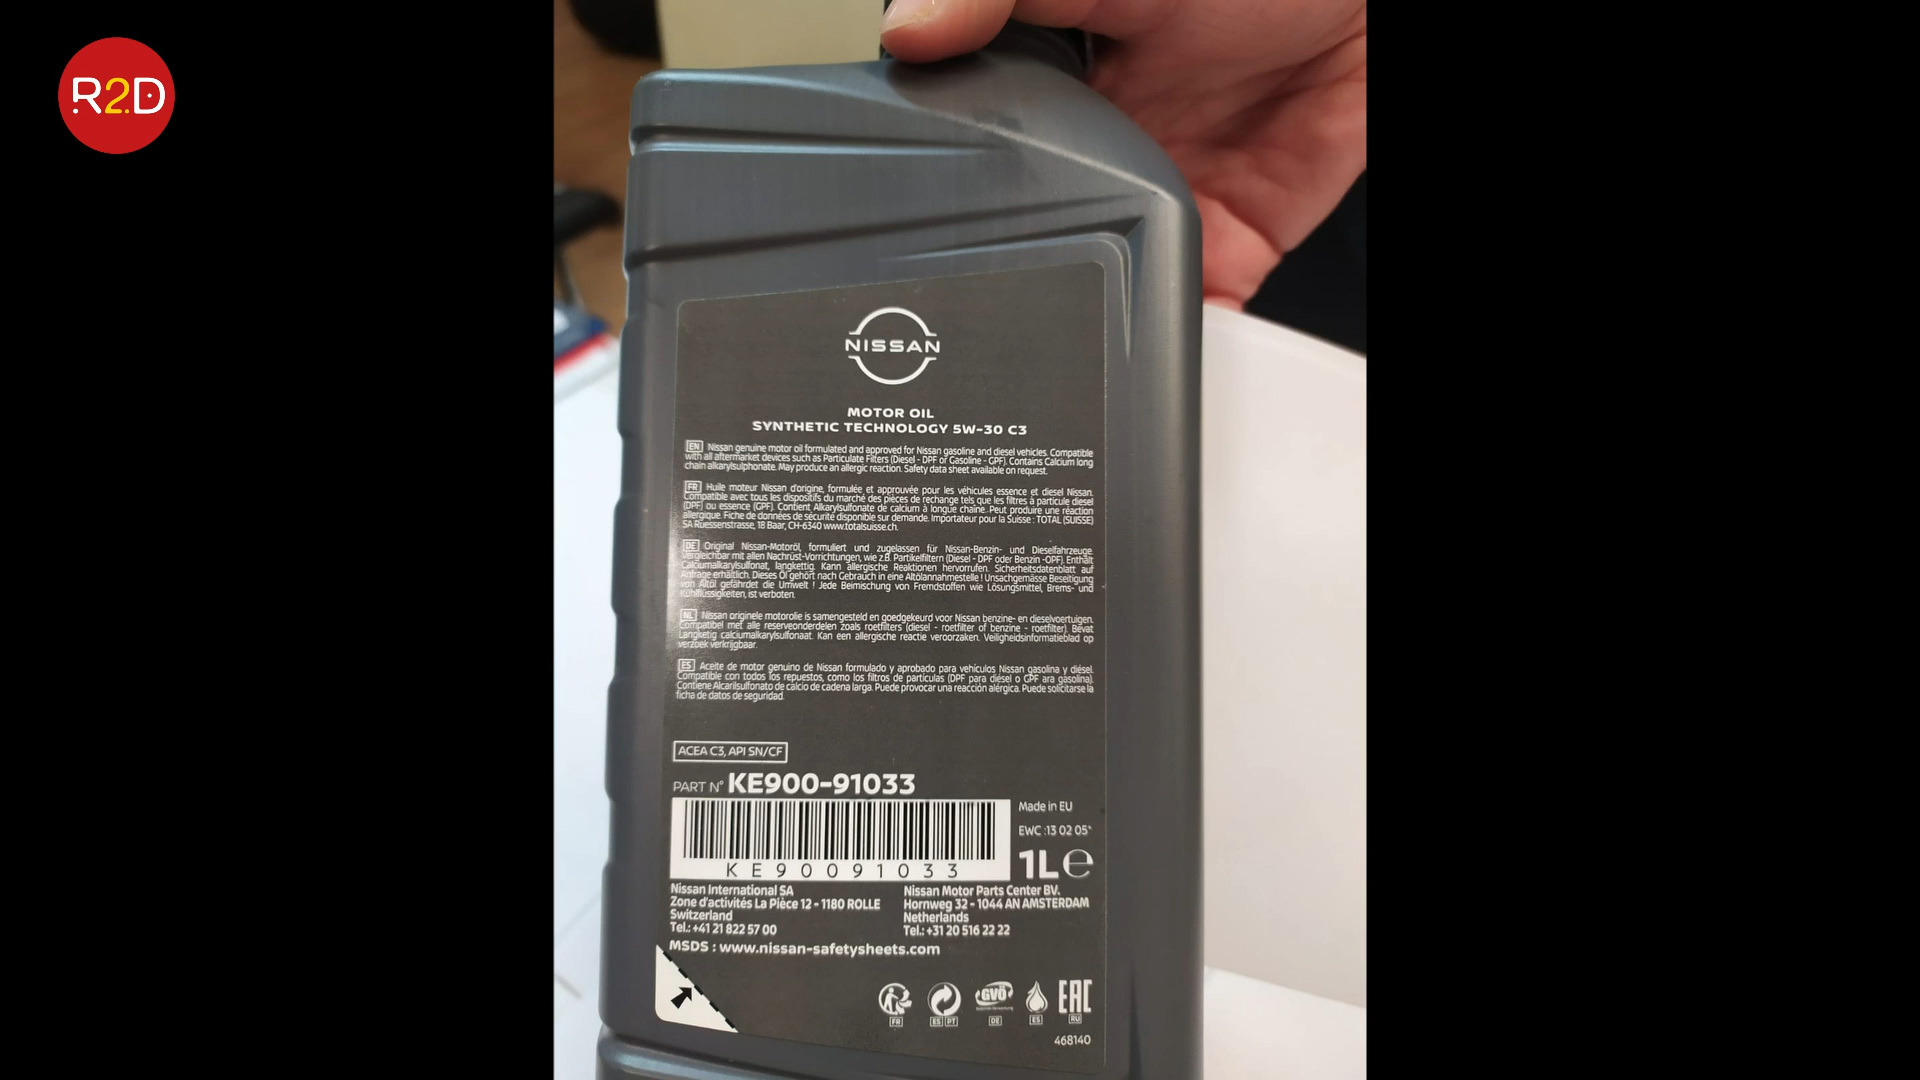 R2D
NISSAN
MOTOR OIL
SYNTHETIC TECHNOLOGY 5W-30 C3
EN Nissan genuine motor oil formulated and approved for Nissan gasoline and diesel vehicles. Compatible
with all aftermarket devices such as Particulate Filters (Diesel - DPF or Gasoline - GPF). Contains Calcium long
chain alkarylsulphonate. May produce an allergic reaction. Safety data sheet available on request.
FR Huile moteur Nissan d'origine, formulée et approuvée pour les véhicules essence et diesel Nissan.
Compatible avec tous les dispositifs du marché des pièces de rechange tels que les filtres à particule diesel
(DPF) ou essence (GPF). Contient Alkarylsulfonate de calcium à longue chaîne. Peut produire une réaction
allergique. Fiche de données de sécurité disponible sur demande. Importateur pour la Suisse : TOTAL (SUISSE)
SA Ruessenstrasse, 18 Baar, CH-6340 www.totalsuisse.ch.
DE Original Nissan-Motoröl, formuliert und zugelassen für Nissan-Benzin- und Dieselfahrzeuge.
Vergleichbar mit allen Nachrüst-Vorrichtungen, wie z.B. Partikelfiltern (Diesel - DPF oder Benzin -OPF). Enthält
Calciumalkarylsulfonat, langkettig. Kann allergische Reaktionen hervorrufen. Sicherheitsdatenblatt auf
Anfrage erhältlich. Dieses Öl gehört nach Gebrauch in eine Altölannahmestelle ! Unsachgemässe Beseitigung
von Altöl gefährdet die Umwelt ! Jede Beimischung von Fremdstoffen wie Lösungsmittel, Brems- und
Kühlflüssigkeiten, ist verboten.
NL Nissan originele motorolie is samengesteld en goedgekeurd voor Nissan benzine- en dieselvoertuigen.
Compatibel met alle reserveonderdelen zoals roetfilters (diesel - roetfilter of benzine - roetfilter). Bevat
Langketig calciumalkarylsulfonaat. Kan een allergische reactie veroorzaken. Veiligheidsinformatieblad op
verzoek verkrijgbaar.
ES Aceite de motor genuino de Nissan formulado y aprobado para vehículos Nissan gasolina y diésel.
Compatible con todos los repuestos, como los filtros de partículas (DPF para diésel o GPF ara gasolina).
Contiene Alcarilsulfonato de calcio de cadena larga. Puede provocar una reacción alérgica. Puede solicitarse la
ficha de datos de seguridad.
ACEA C3, API SN/CF
PART N° KE900-91033
Made in EU
EWC :13 02 05*
1L e
KE90091033
Nissan International SA
Zone d'activités La Pièce 12 - 1180 ROLLE
Switzerland
Tel.: +41 21 822 57 00
Nissan Motor Parts Center BV.
Hornweg 32 - 1044 AN AMSTERDAM
Netherlands
Tel.: +31 20 516 22 22
MSDS : www.nissan-safetysheets.com
GVÖ EAC
FR ES PT DE ES RU
468140